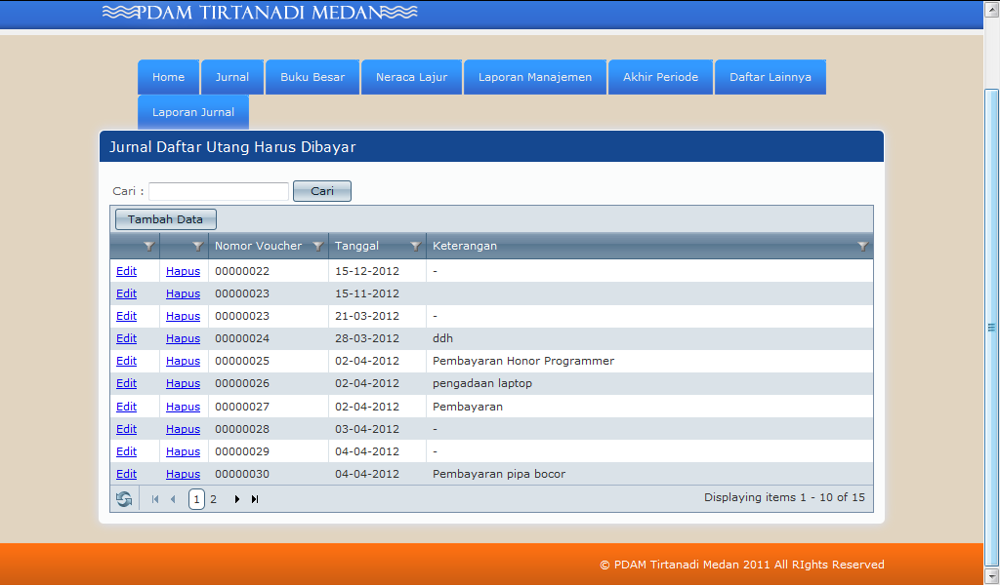 PDAM TIRTANADI MEDAN
Home Jurnal Buku Besar Neraca Lajur Laporan Manajemen Akhir Periode Daftar Lainnya
Laporan Jurnal
Jurnal Daftar Utang Harus Dibayar
Cari : Cari
Tambah Data
Nomor Voucher Tanggal Keterangan
Edit Hapus 00000022 15-12-2012 -
Edit Hapus 00000023 15-11-2012
Edit Hapus 00000023 21-03-2012 -
Edit Hapus 00000024 28-03-2012 ddh
Edit Hapus 00000025 02-04-2012 Pembayaran Honor Programmer
Edit Hapus 00000026 02-04-2012 pengadaan laptop
Edit Hapus 00000027 02-04-2012 Pembayaran
Edit Hapus 00000028 03-04-2012 -
Edit Hapus 00000029 04-04-2012 -
Edit Hapus 00000030 04-04-2012 Pembayaran pipa bocor
1 2 Displaying items 1 - 10 of 15
© PDAM Tirtanadi Medan 2011 All RIghts Reserved